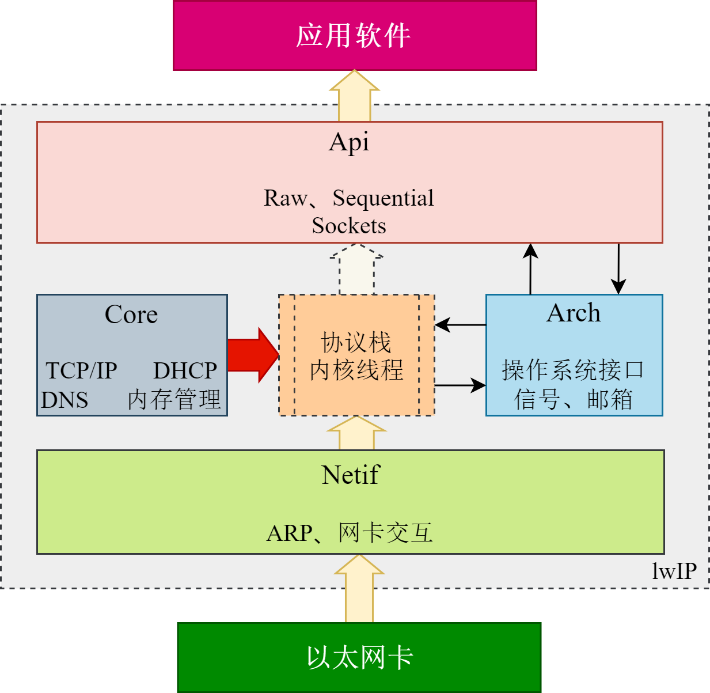 应用软件
Api
Raw、Sequential
Sockets
Core
TCP/IP DHCP
DNS 内存管理
协议栈
内核线程
Arch
操作系统接口
信号、邮箱
Netif
ARP、网卡交互
lwIP
以太网卡